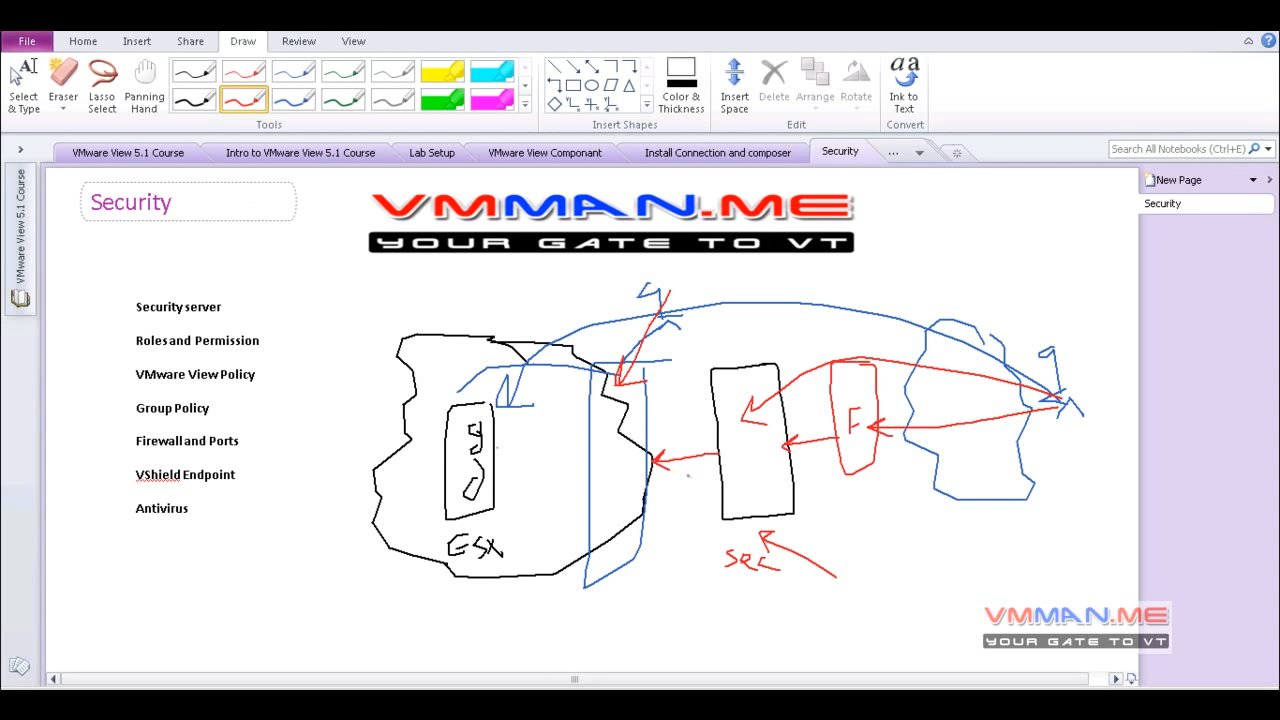 File Home Insert Share Draw Review View
Select & Type
Eraser
Lasso Select
Panning Hand
Color & Thickness
Insert Space
Delete
Arrange
Rotate
Ink to Text
Tools
Insert Shapes
Edit
Convert
VMware View 5.1 Course
Intro to VMware View 5.1 Course
Lab Setup
VMware View Componant
Install Connection and composer
Security
...
Search All Notebooks (Ctrl+E)
VMware View 5.1 Course
New Page
Security
Security
VMMAN.ME
YOUR GATE TO VT
Security server
Roles and Permission
VMware View Policy
Group Policy
Firewall and Ports
VShield Endpoint
Antivirus
F
ESX
Sec
VMMAN.ME
YOUR GATE TO VT